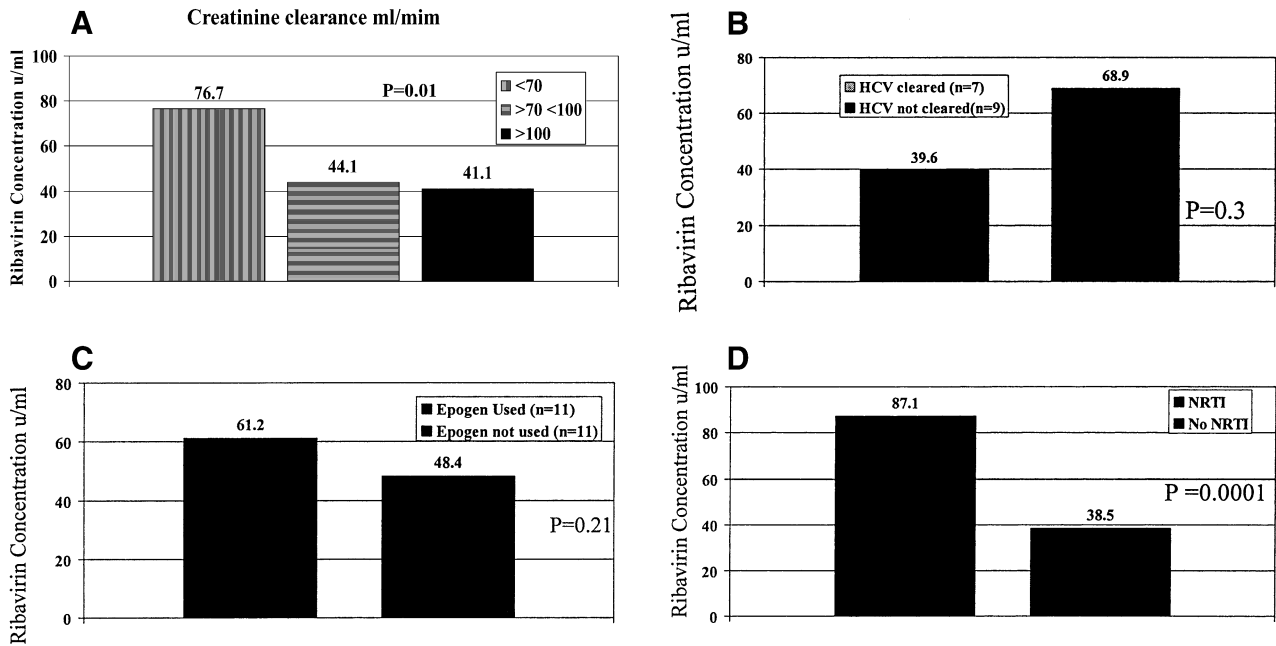 A
Creatinine clearance ml/mim
Ribavirin Concentration u/ml
100
80
60
40
20
0
76.7
44.1
41.1
P=0.01
<70
>70 <100
>100
B
Ribavirin Concentration u/ml
80
60
40
20
0
HCV cleared (n=7)
HCV not cleared(n=9)
39.6
68.9
P=0.3
C
Ribavirin Concentration u/ml
80
60
40
20
0
61.2
48.4
Epogen Used (n=11)
Epogen not used (n=11)
P=0.21
D
Ribavirin Concentration u/ml
100
80
60
40
20
0
87.1
38.5
NRTI
No NRTI
P =0.0001